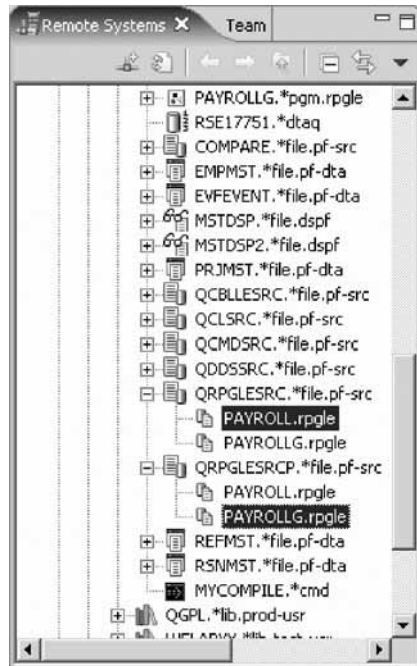 Remote Systems
Team
PAYROLLG.*pgm.rpgle
RSE17751.*dtaq
COMPARE.*file.pf-src
EMPMST.*file.pf-dta
EVFEVENT.*file.pf-dta
MSTDSP.*file.dspf
MSTDSP2.*file.dspf
PRJMST.*file.pf-dta
QCBLLESRC.*file.pf-src
QCLSRC.*file.pf-src
QCMDSRC.*file.pf-src
QDDSSRC.*file.pf-src
QRPGLESRC.*file.pf-src
PAYROLL.rpgle
PAYROLLG.rpgle
QRPGLESRCP.*file.pf-src
PAYROLL.rpgle
PAYROLLG.rpgle
REFMST.*file.pf-dta
RSNMST.*file.pf-dta
MYCOMPILE.*cmd
QGPL.*lib.prod-usr